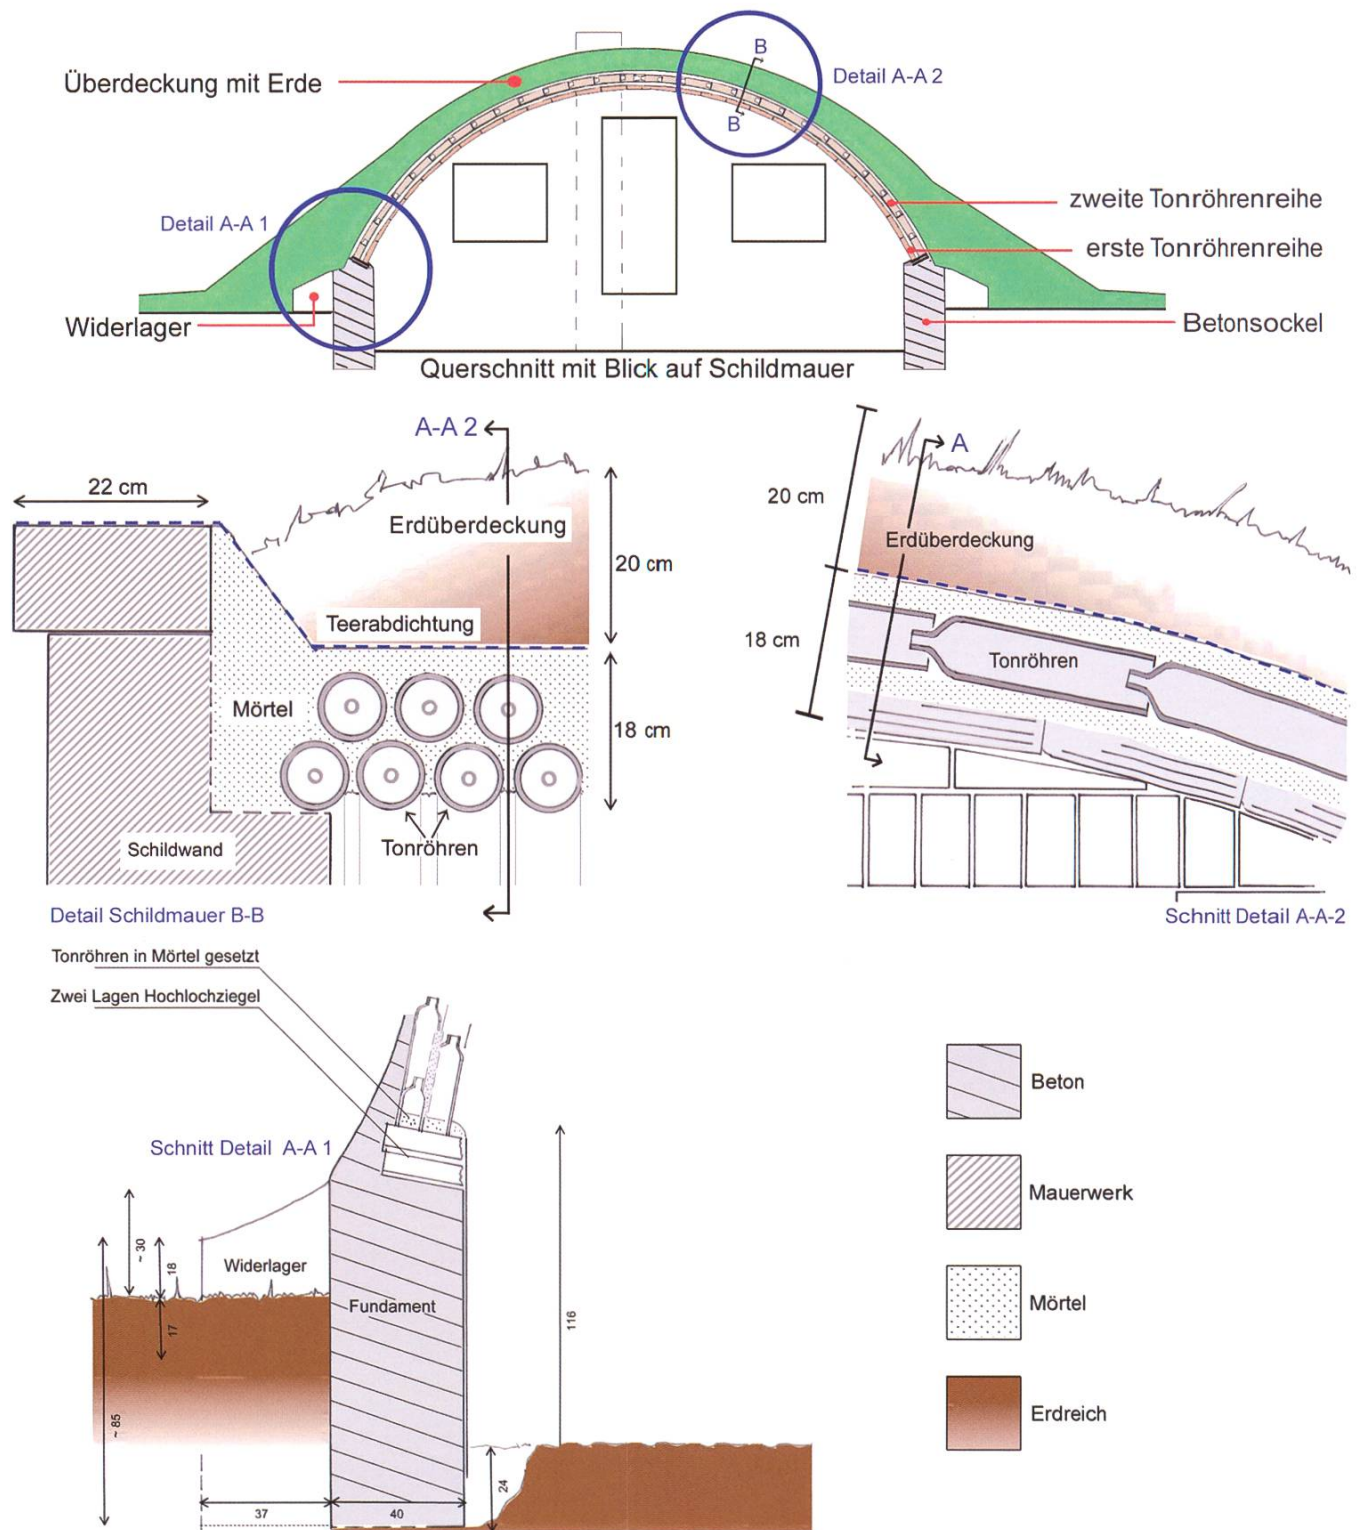 Überdeckung mit Erde
B
B
Detail A-A 2
Detail A-A 1
zweite Tonröhrenreihe
erste Tonröhrenreihe
Widerlager
Betonsockel
Querschnitt mit Blick auf Schildmauer
A-A 2
22 cm
Erdüberdeckung
20 cm
Teerabdichtung
Mörtel
18 cm
Schildwand
Tonröhren
Detail Schildmauer B-B
A
20 cm
Erdüberdeckung
18 cm
Tonröhren
Schnitt Detail A-A-2
Tonröhren in Mörtel gesetzt
Zwei Lagen Hochlochziegel
Schnitt Detail A-A 1
~ 30
18
Widerlager
17
Fundament
116
~ 85
37
40
24
Beton
Mauerwerk
Mörtel
Erdreich